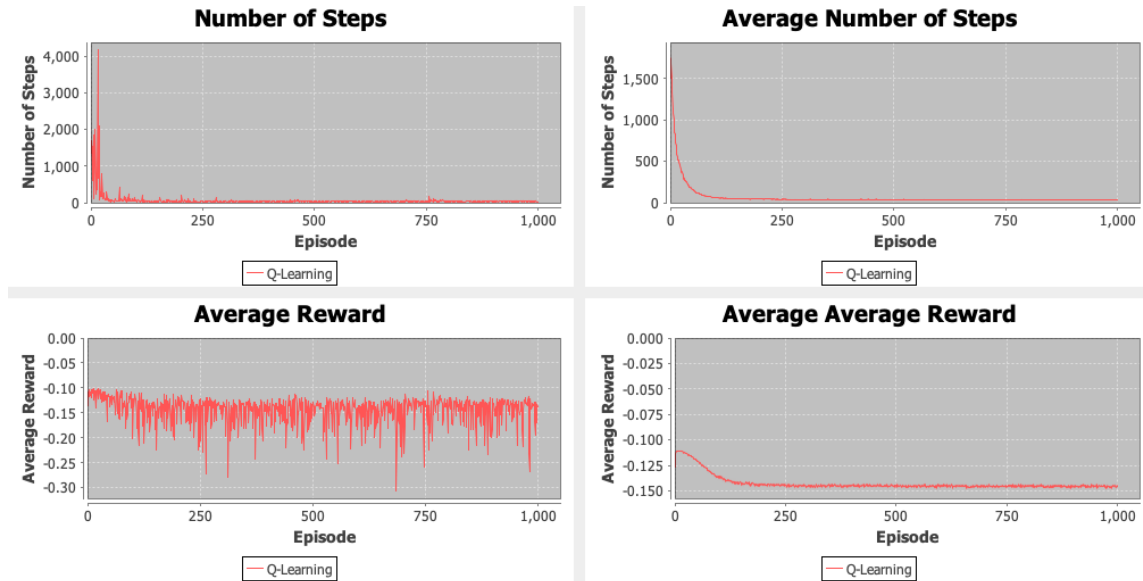 Number of Steps
Number of Steps
4,000
3,000
2,000
1,000
0
0
250
500
750
1,000
Episode
Q-Learning
Average Number of Steps
Number of Steps
1,500
1,000
500
0
0
250
500
750
1,000
Episode
Q-Learning
Average Reward
Average Reward
0.00
-0.05
-0.10
-0.15
-0.20
-0.25
-0.30
0
250
500
750
1,000
Episode
Q-Learning
Average Average Reward
Average Reward
0.000
-0.025
-0.050
-0.075
-0.100
-0.125
-0.150
0
250
500
750
1,000
Episode
Q-Learning